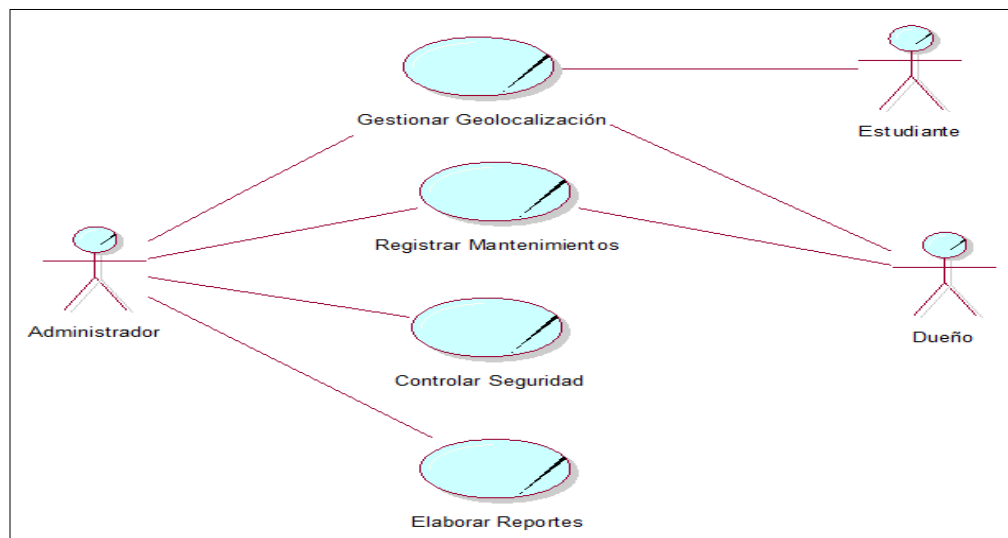 Gestionar Geolocalización
Estudiante
Registrar Mantenimientos
Administrador
Dueño
Controlar Seguridad
Elaborar Reportes